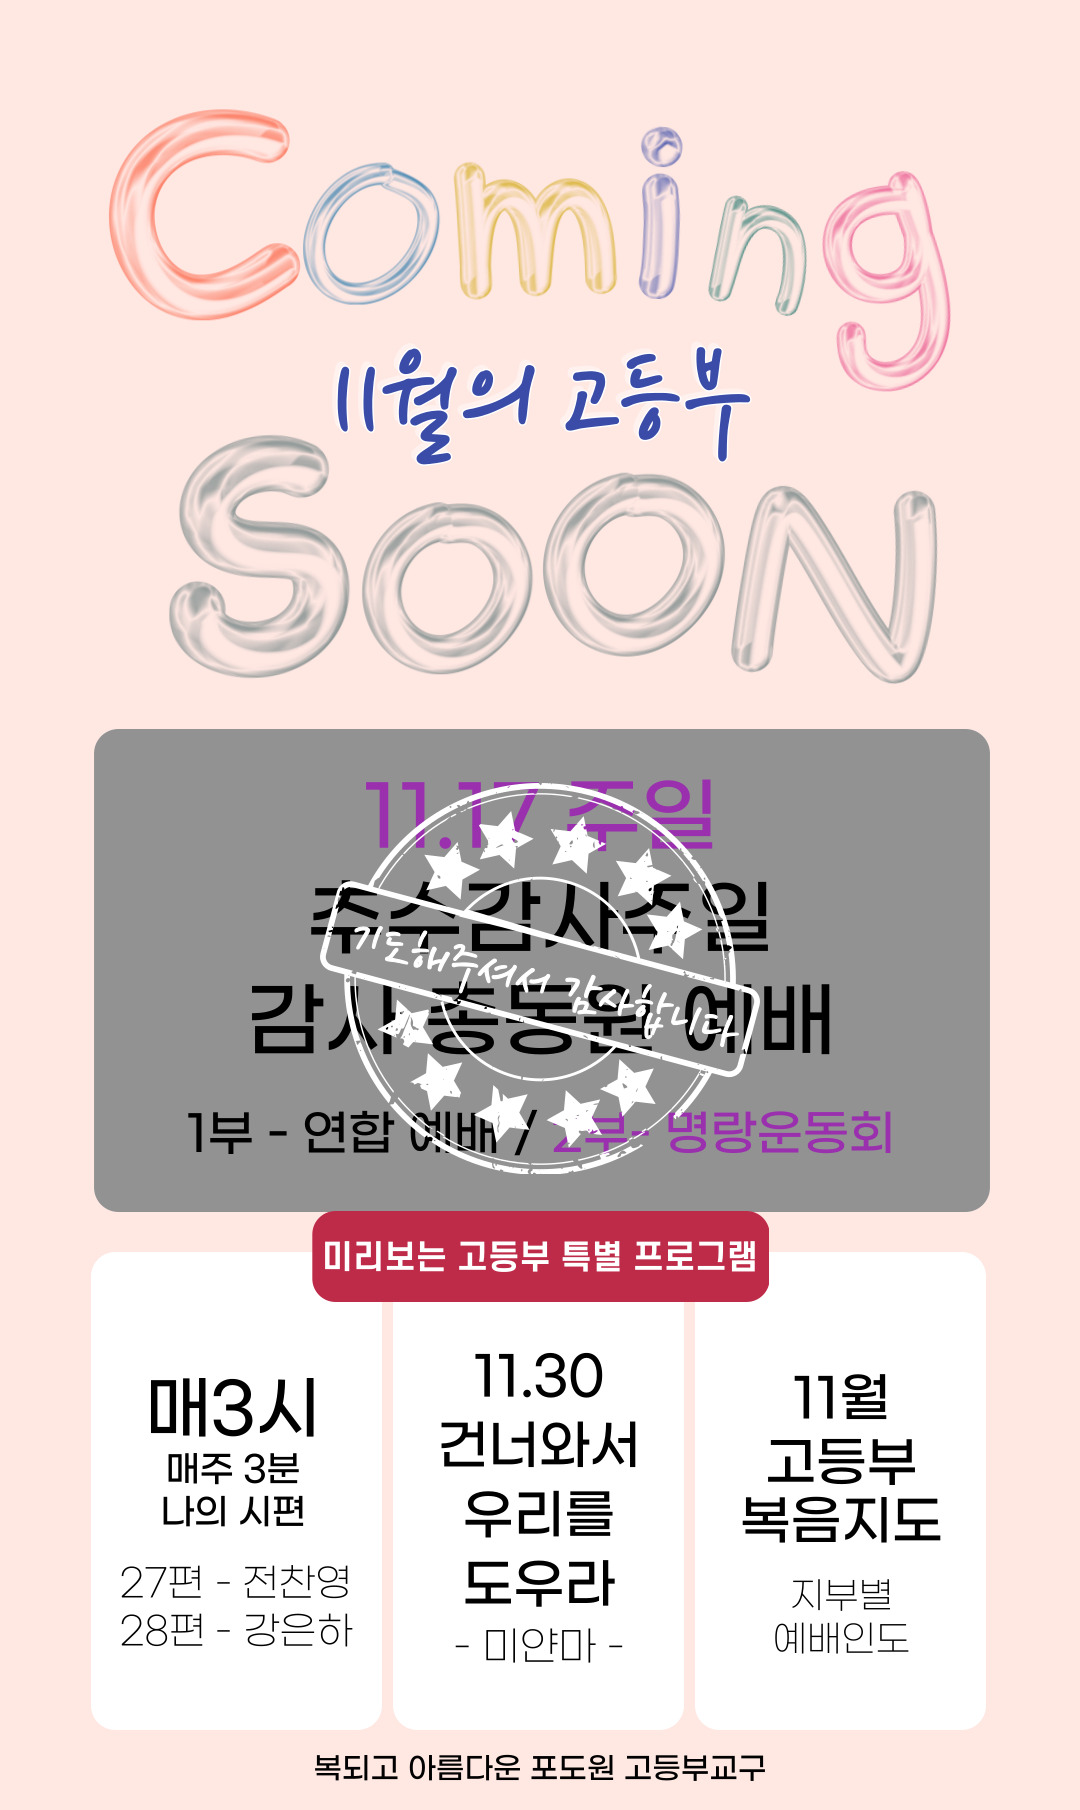 Coming
11월의 고등부
SOON
11.17 주일
추수감사주일
감사 총동원 예배
기도해주셔서 감사합니다
1부 - 연합 예배 / 2부- 명랑운동회
미리보는 고등부 특별 프로그램
매3시
매주 3분
나의 시편
27편 - 전찬영
28편 - 강은하
11.30
건너와서
우리를
도우라
- 미얀마 -
11월
고등부
복음지도
지부별
예배인도
복되고 아름다운 포도원 고등부교구